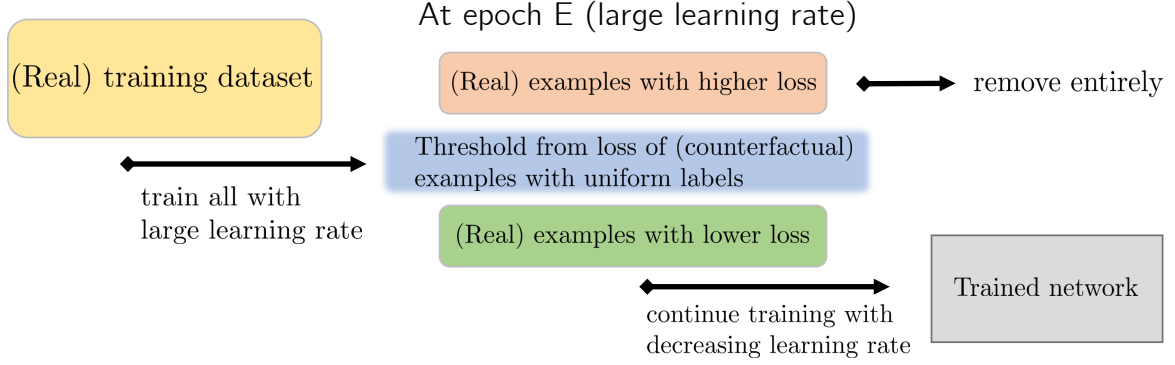 At epoch E (large learning rate)
(Real) training dataset
(Real) examples with higher loss
remove entirely
Threshold from loss of (counterfactual)
examples with uniform labels
train all with
large learning rate
(Real) examples with lower loss
Trained network
continue training with
decreasing learning rate